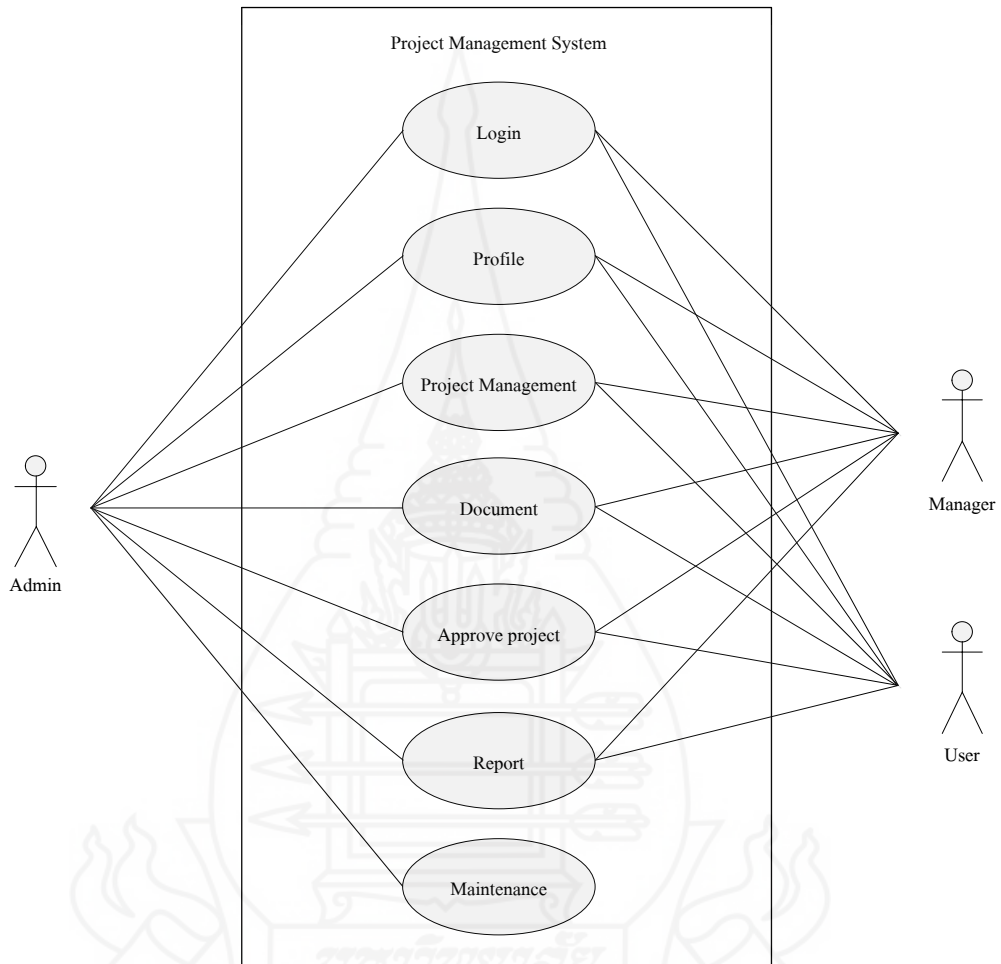 Project Management System
Login
Profile
Project Management
Document
Approve project
Report
Maintenance
Admin
Manager
User